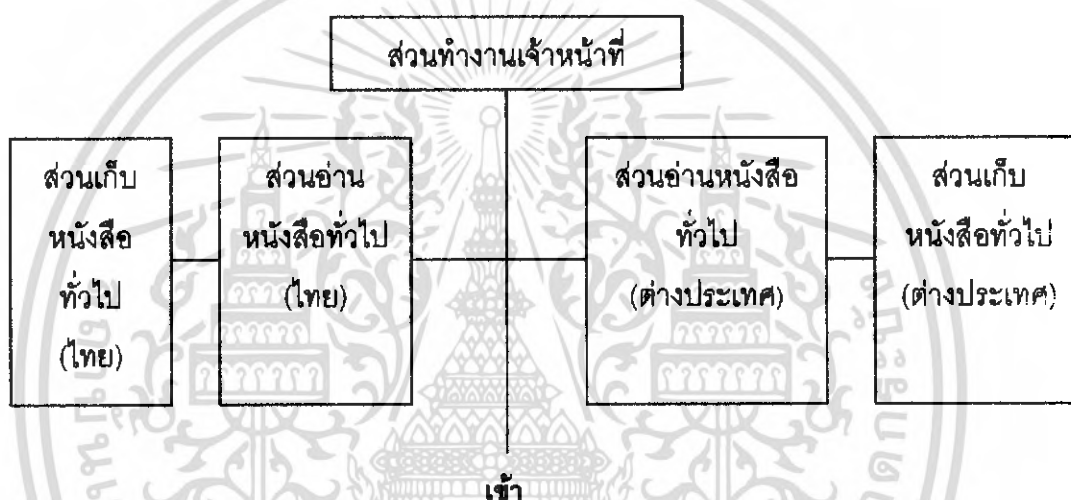 ส่วนทำงานเจ้าหน้าที่
ส่วนเก็บ
หนังสือ
ทั่วไป
(ไทย)
ส่วนอ่าน
หนังสือทั่วไป
(ไทย)
ส่วนอ่านหนังสือ
ทั่วไป
(ต่างประเทศ)
ส่วนเก็บ
หนังสือทั่วไป
(ต่างประเทศ)
เข้า